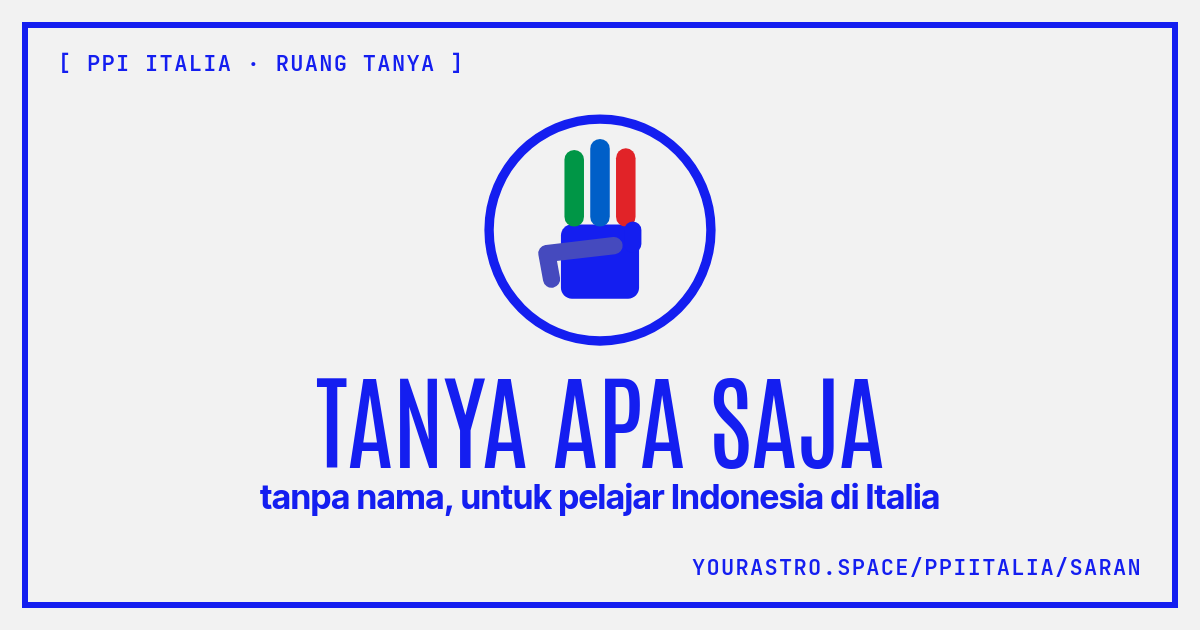 [ PPI ITALIA · RUANG TANYA ]
TANYA APA SAJA
tanpa nama, untuk pelajar Indonesia di Italia
YOURASTRO.SPACE/PPIITALIA/SARAN